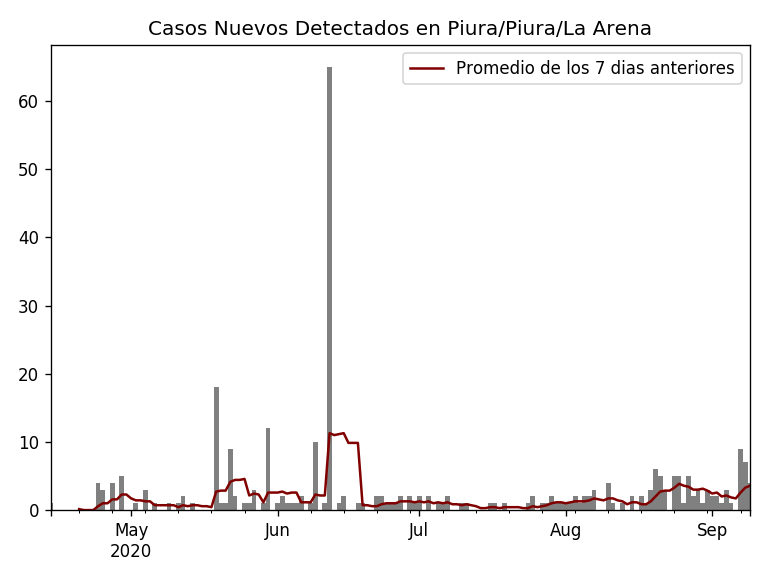 Casos Nuevos Detectados en Piura/Piura/La Arena
Promedio de los 7 dias anteriores
60
50
40
30
20
10
0
May Jun Jul Aug Sep
2020